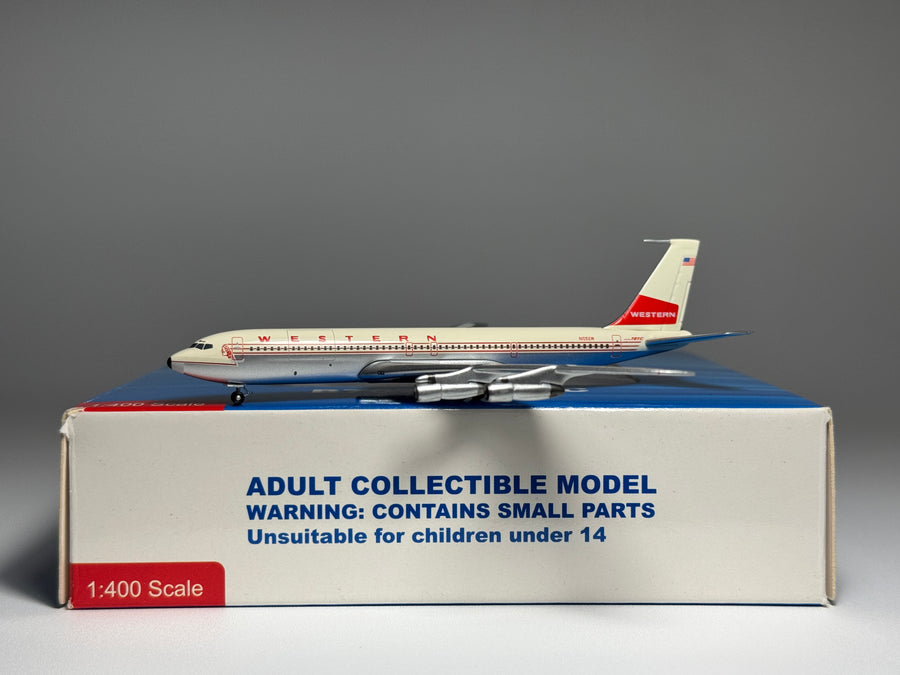 WESTERN
WESTERN
1:400 Scale
ADULT COLLECTIBLE MODEL
WARNING: CONTAINS SMALL PARTS
Unsuitable for children under 14
1:400 Scale